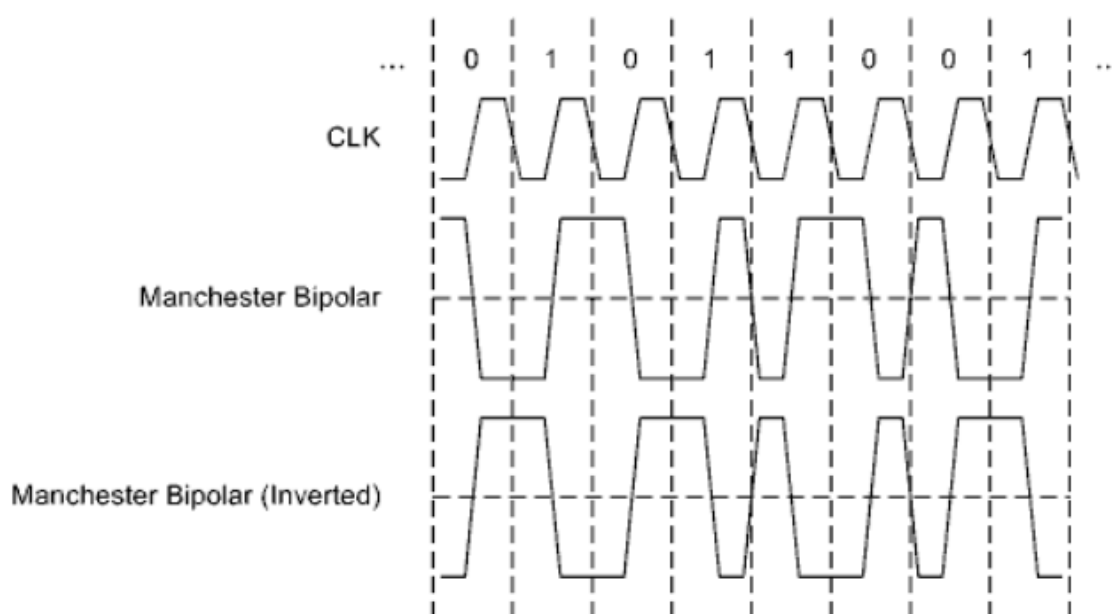 ... 0 1 0 1 1 0 0 1 ..
CLK
Manchester Bipolar
Manchester Bipolar (Inverted)